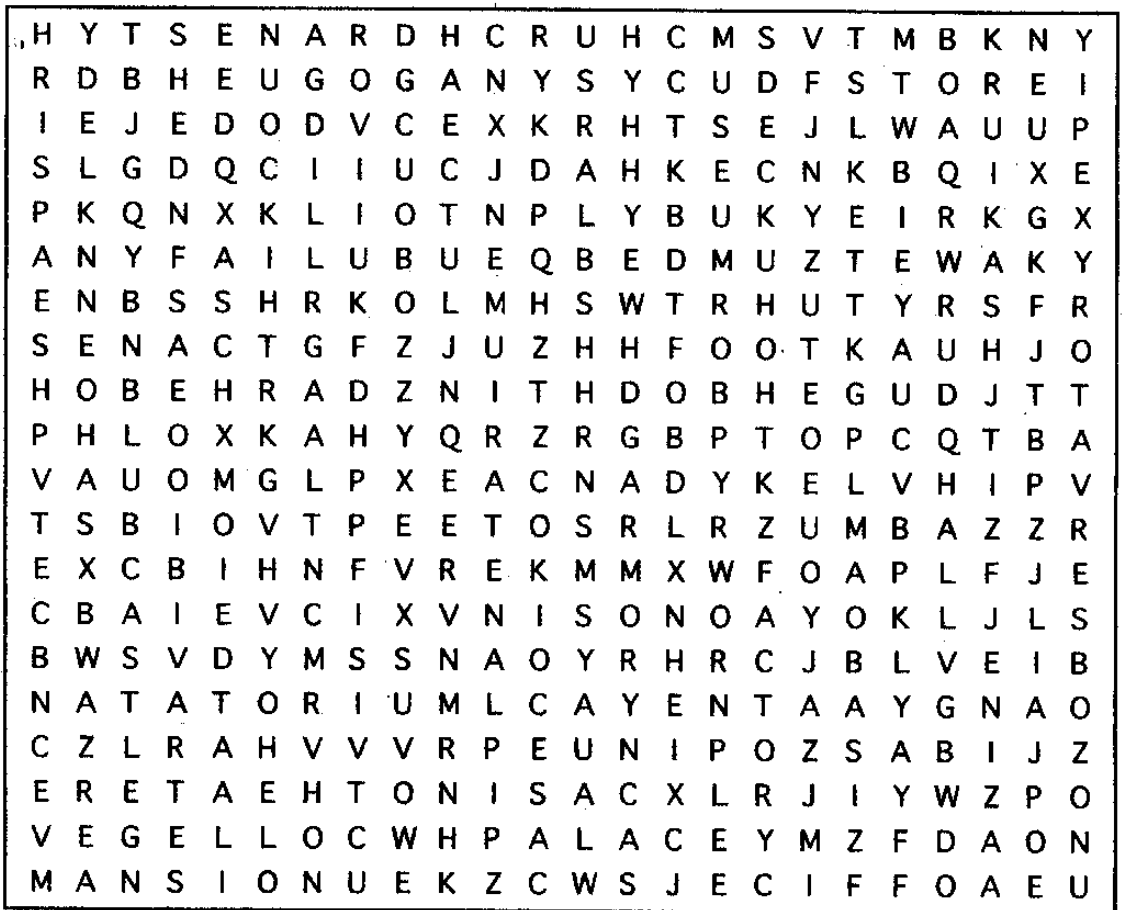 H Y T S E N A R D H C R U H C M S V T M B K N Y
R D B H E U G O G A N Y S Y C U D F S T O R E I
I E J E D O D V C E X K R H T S E J L W A U U P
S L G D Q C I I U C J D A H K E C N K B Q I X E
P K Q N X K L I O T N P L Y B U K Y E I R K G X
A N Y F A I L U B U E Q B E D M U Z T E W A K Y
E N B S S H R K O L M H S W T R H U T Y R S F R
S E N A C T G F Z J U Z H H F O O T K A U H J O
H O B E H R A D Z N I T H D O B H E G U D J T T
P H L O X K A H Y Q R Z R G B P T O P C Q T B A
V A U O M G L P X E A C N A D Y K E L V H I P V
T S B I O V T P E E T O S R L R Z U M B A Z Z R
E X C B I H N F V R E K M M X W F O A P L F J E
C B A I E V C I X V N I S O N O A Y O K L J L S
B W S V D Y M S S N A O Y R H R C J B L V E I B
N A T A T O R I U M L C A Y E N T A A Y G N A O
C Z L R A H V V V R P E U N I P O Z S A B I J Z
E R E T A E H T O N I S A C X L R J I Y W Z P O
V E G E L L O C W H P A L A C E Y M Z F D A O N
M A N S I O N U E K Z C W S J E C I F F O A E U